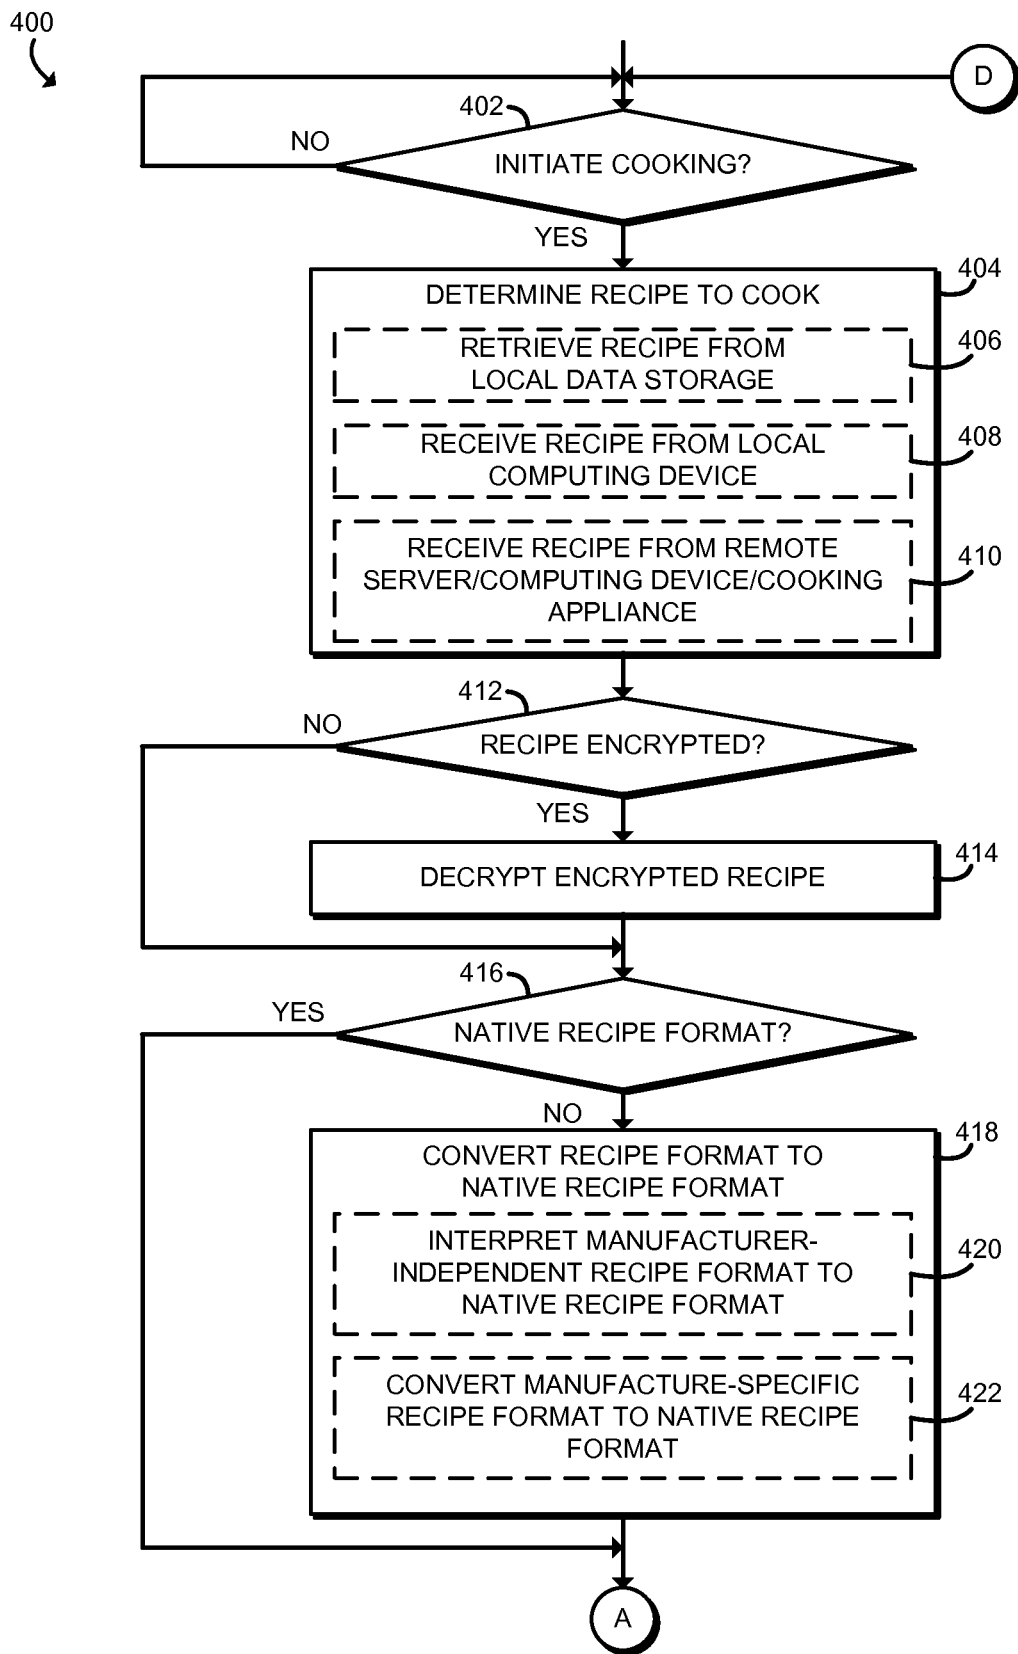 400
D
402
NO
INITIATE COOKING?
YES
404
DETERMINE RECIPE TO COOK
406
RETRIEVE RECIPE FROM
LOCAL DATA STORAGE
408
RECEIVE RECIPE FROM LOCAL
COMPUTING DEVICE
410
RECEIVE RECIPE FROM REMOTE
SERVER/COMPUTING DEVICE/COOKING
APPLIANCE
412
NO
RECIPE ENCRYPTED?
YES
414
DECRYPT ENCRYPTED RECIPE
416
YES
NATIVE RECIPE FORMAT?
NO
418
CONVERT RECIPE FORMAT TO
NATIVE RECIPE FORMAT
420
INTERPRET MANUFACTURER-
INDEPENDENT RECIPE FORMAT TO
NATIVE RECIPE FORMAT
422
CONVERT MANUFACTURE-SPECIFIC
RECIPE FORMAT TO NATIVE RECIPE
FORMAT
A